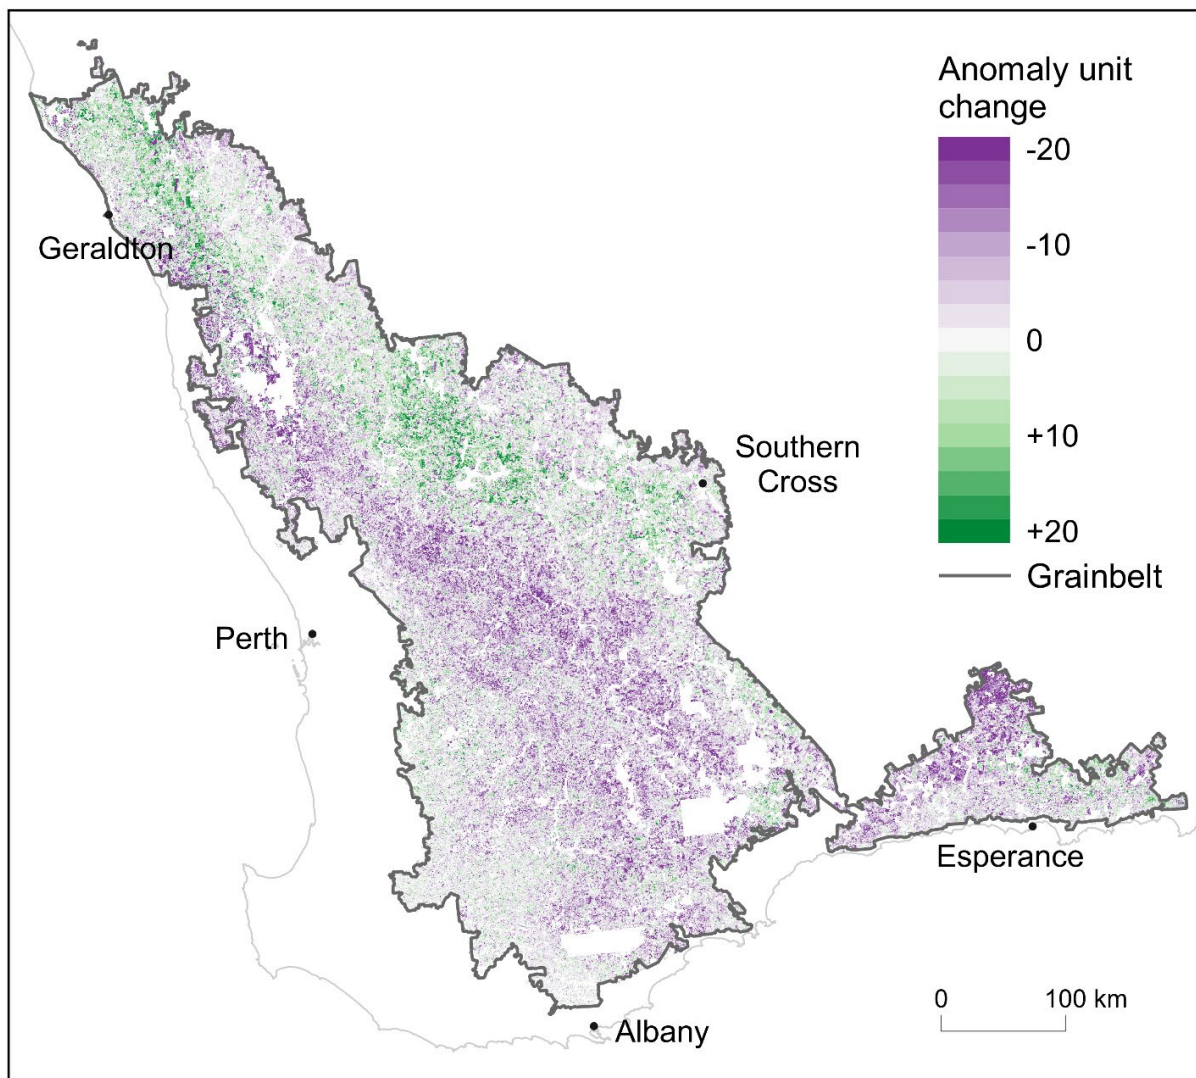 Anomaly unit
change
-20
-10
0
+10
+20
Grainbelt
Geraldton
Southern
Cross
Perth
Esperance
Albany
0 100 km